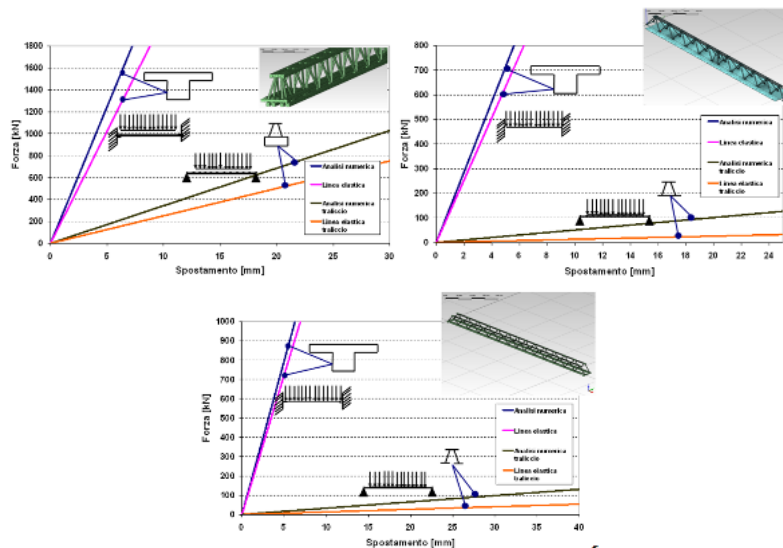 1800
1600
1400
1200
1000
800
600
400
200
0
Forza [kN]
0 5 10 15 20 25 30
Spostamento [mm]
Analisi numerica
Linea elastica
Analisi numerica
traliccio
Linea elastica
traliccio
800
700
600
500
400
300
200
100
0
Forza [kN]
0 2 4 6 8 10 12 14 16 18 20 22 24
Spostamento [mm]
Analisi numerica
Linea elastica
Analisi numerica
traliccio
Linea elastica
traliccio
1000
900
800
700
600
500
400
300
200
100
0
Forza [kN]
0 5 10 15 20 25 30 35 40
Spostamento [mm]
Analisi numerica
Linea elastica
Analisi numerica
traliccio
Linea elastica
traliccio